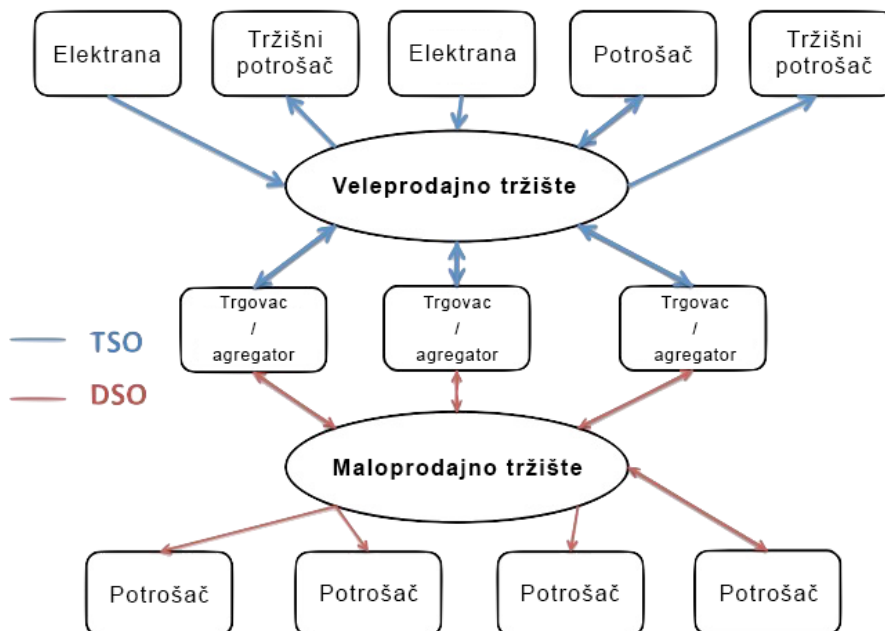 Elektrana
Tržišni
potrošač
Elektrana
Potrošač
Tržišni
potrošač
Veleprodajno tržište
Trgovac
/
agregator
Trgovac
/
agregator
Trgovac
/
agregator
TSO
DSO
Maloprodajno tržište
Potrošač
Potrošač
Potrošač
Potrošač